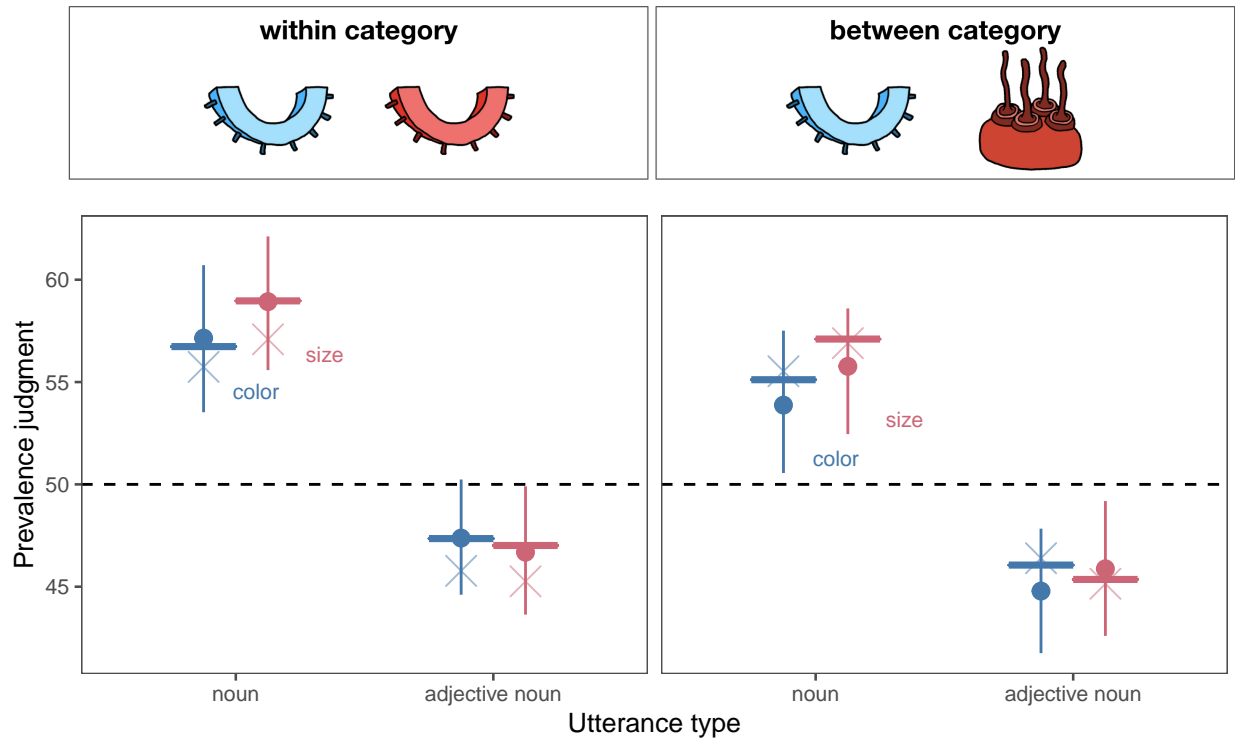 within category
between category
Prevalence judgment
60
55
50
45
size
color
size
color
noun
adjective noun
noun
adjective noun
Utterance type